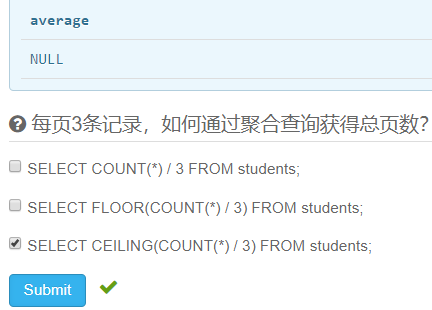 average
NULL
每页3条记录，如何通过聚合查询获得总页数？
SELECT COUNT(*) / 3 FROM students;
SELECT FLOOR(COUNT(*) / 3) FROM students;
SELECT CEILING(COUNT(*) / 3) FROM students;
Submit